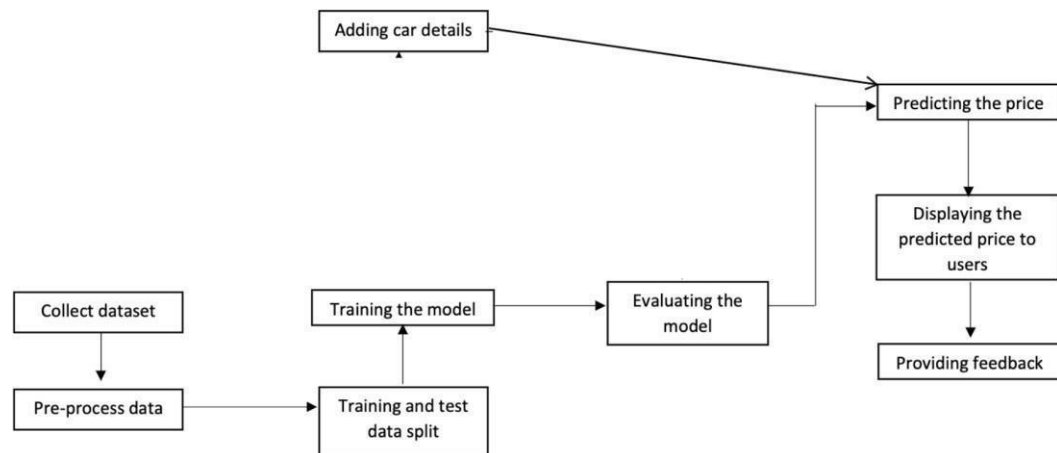 Adding car details
Predicting the price
Displaying the
predicted price to
users
Providing feedback
Collect dataset
Pre-process data
Training the model
Training and test
data split
Evaluating the
model